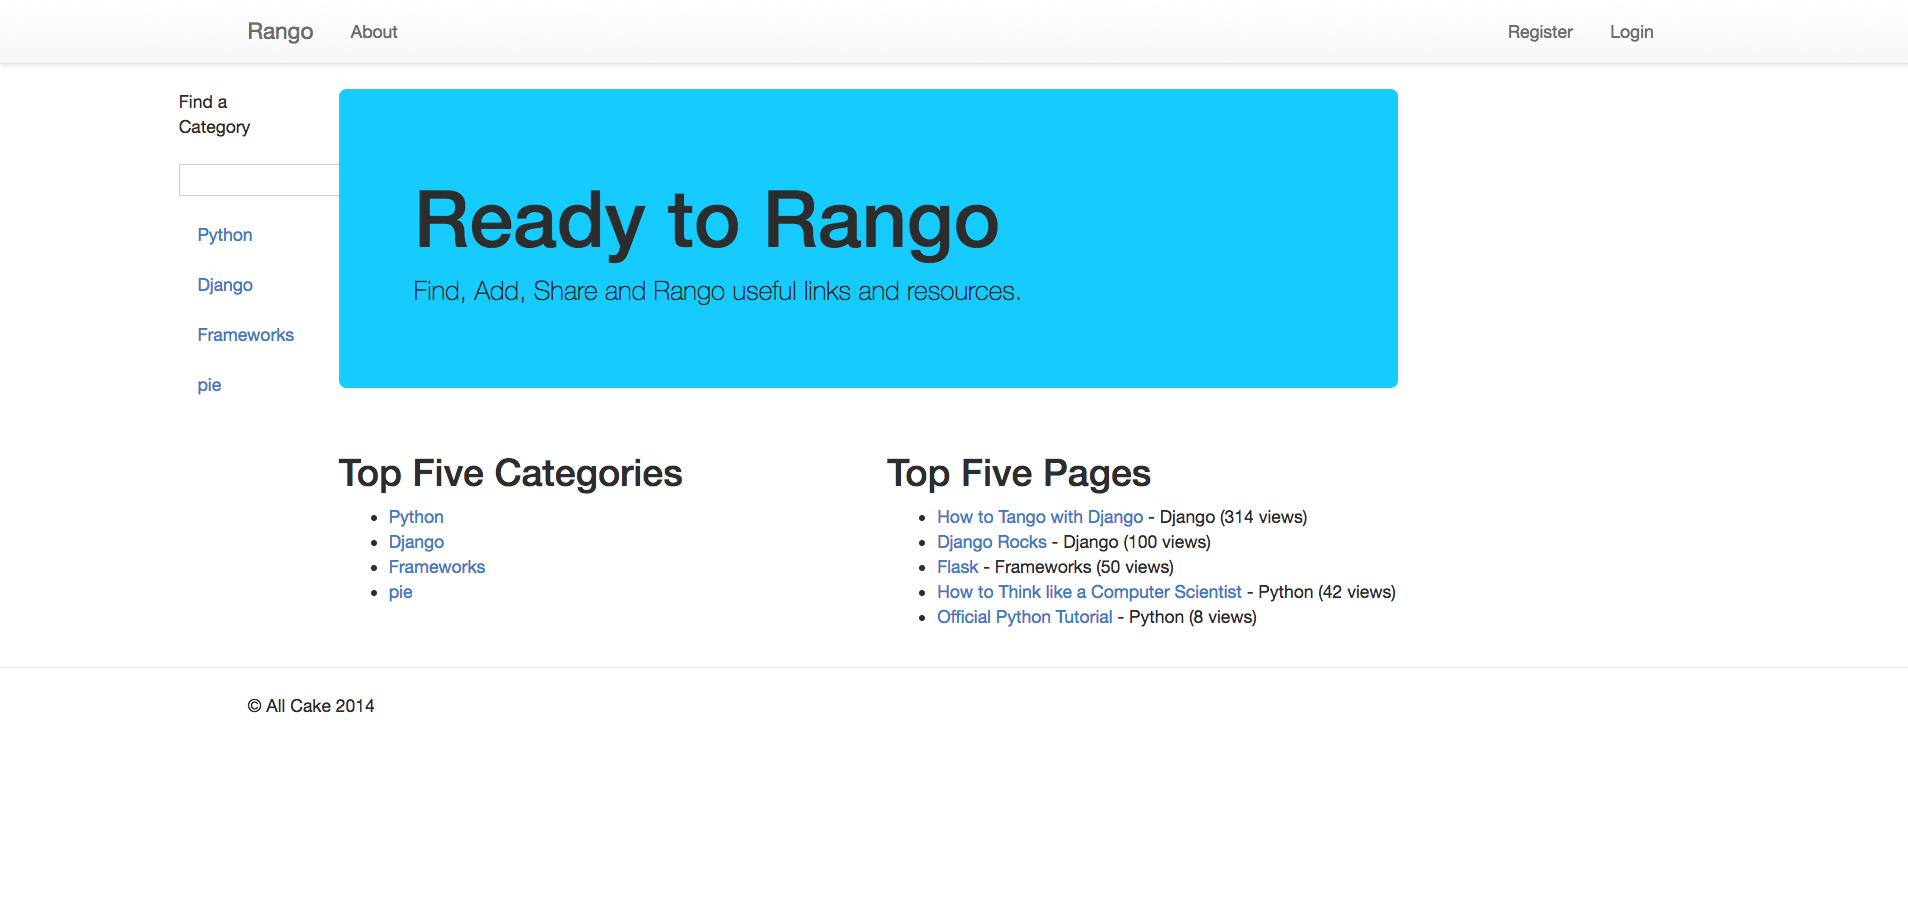 Rango About Register Login
Find a
Category
Python
Django
Frameworks
pie
Ready to Rango
Find, Add, Share and Rango useful links and resources.
Top Five Categories
Python
Django
Frameworks
pie
Top Five Pages
How to Tango with Django - Django (314 views)
Django Rocks - Django (100 views)
Flask - Frameworks (50 views)
How to Think like a Computer Scientist - Python (42 views)
Official Python Tutorial - Python (8 views)
© All Cake 2014